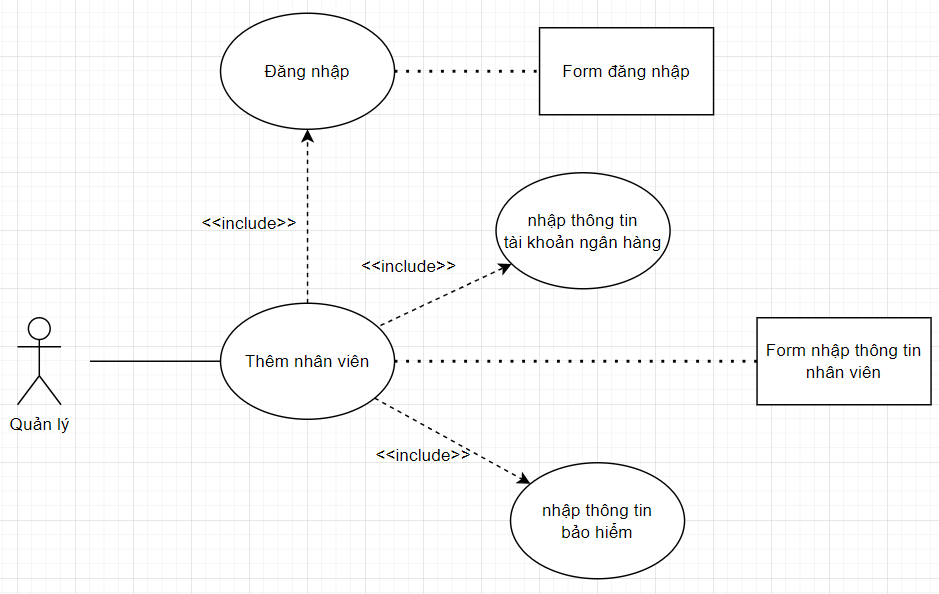 Đăng nhập
Form đăng nhập
<<include>>
nhập thông tin
tài khoản ngân hàng
<<include>>
Thêm nhân viên
Form nhập thông tin
nhân viên
Quản lý
<<include>>
nhập thông tin
bảo hiểm